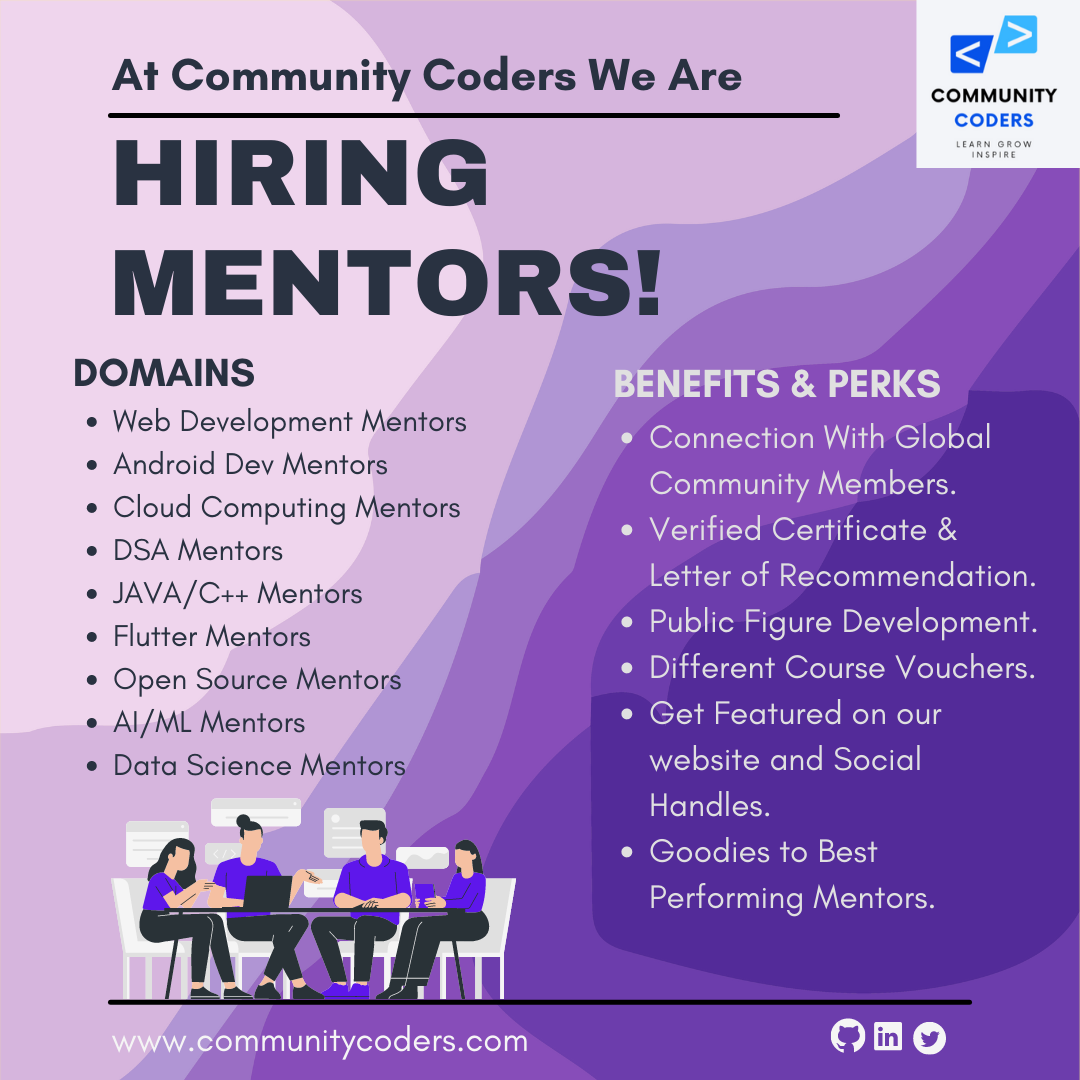 At Community Coders We Are
< >
COMMUNITY
CODERS
LEARN GROW
INSPIRE
HIRING
MENTORS!
DOMAINS
• Web Development Mentors
• Android Dev Mentors
• Cloud Computing Mentors
• DSA Mentors
• JAVA/C++ Mentors
• Flutter Mentors
• Open Source Mentors
• AI/ML Mentors
• Data Science Mentors
BENEFITS & PERKS
• Connection With Global
Community Members.
• Verified Certificate &
Letter of Recommendation.
• Public Figure Development.
• Different Course Vouchers.
• Get Featured on our
website and Social
Handles.
• Goodies to Best
Performing Mentors.
www.communitycoders.com
in